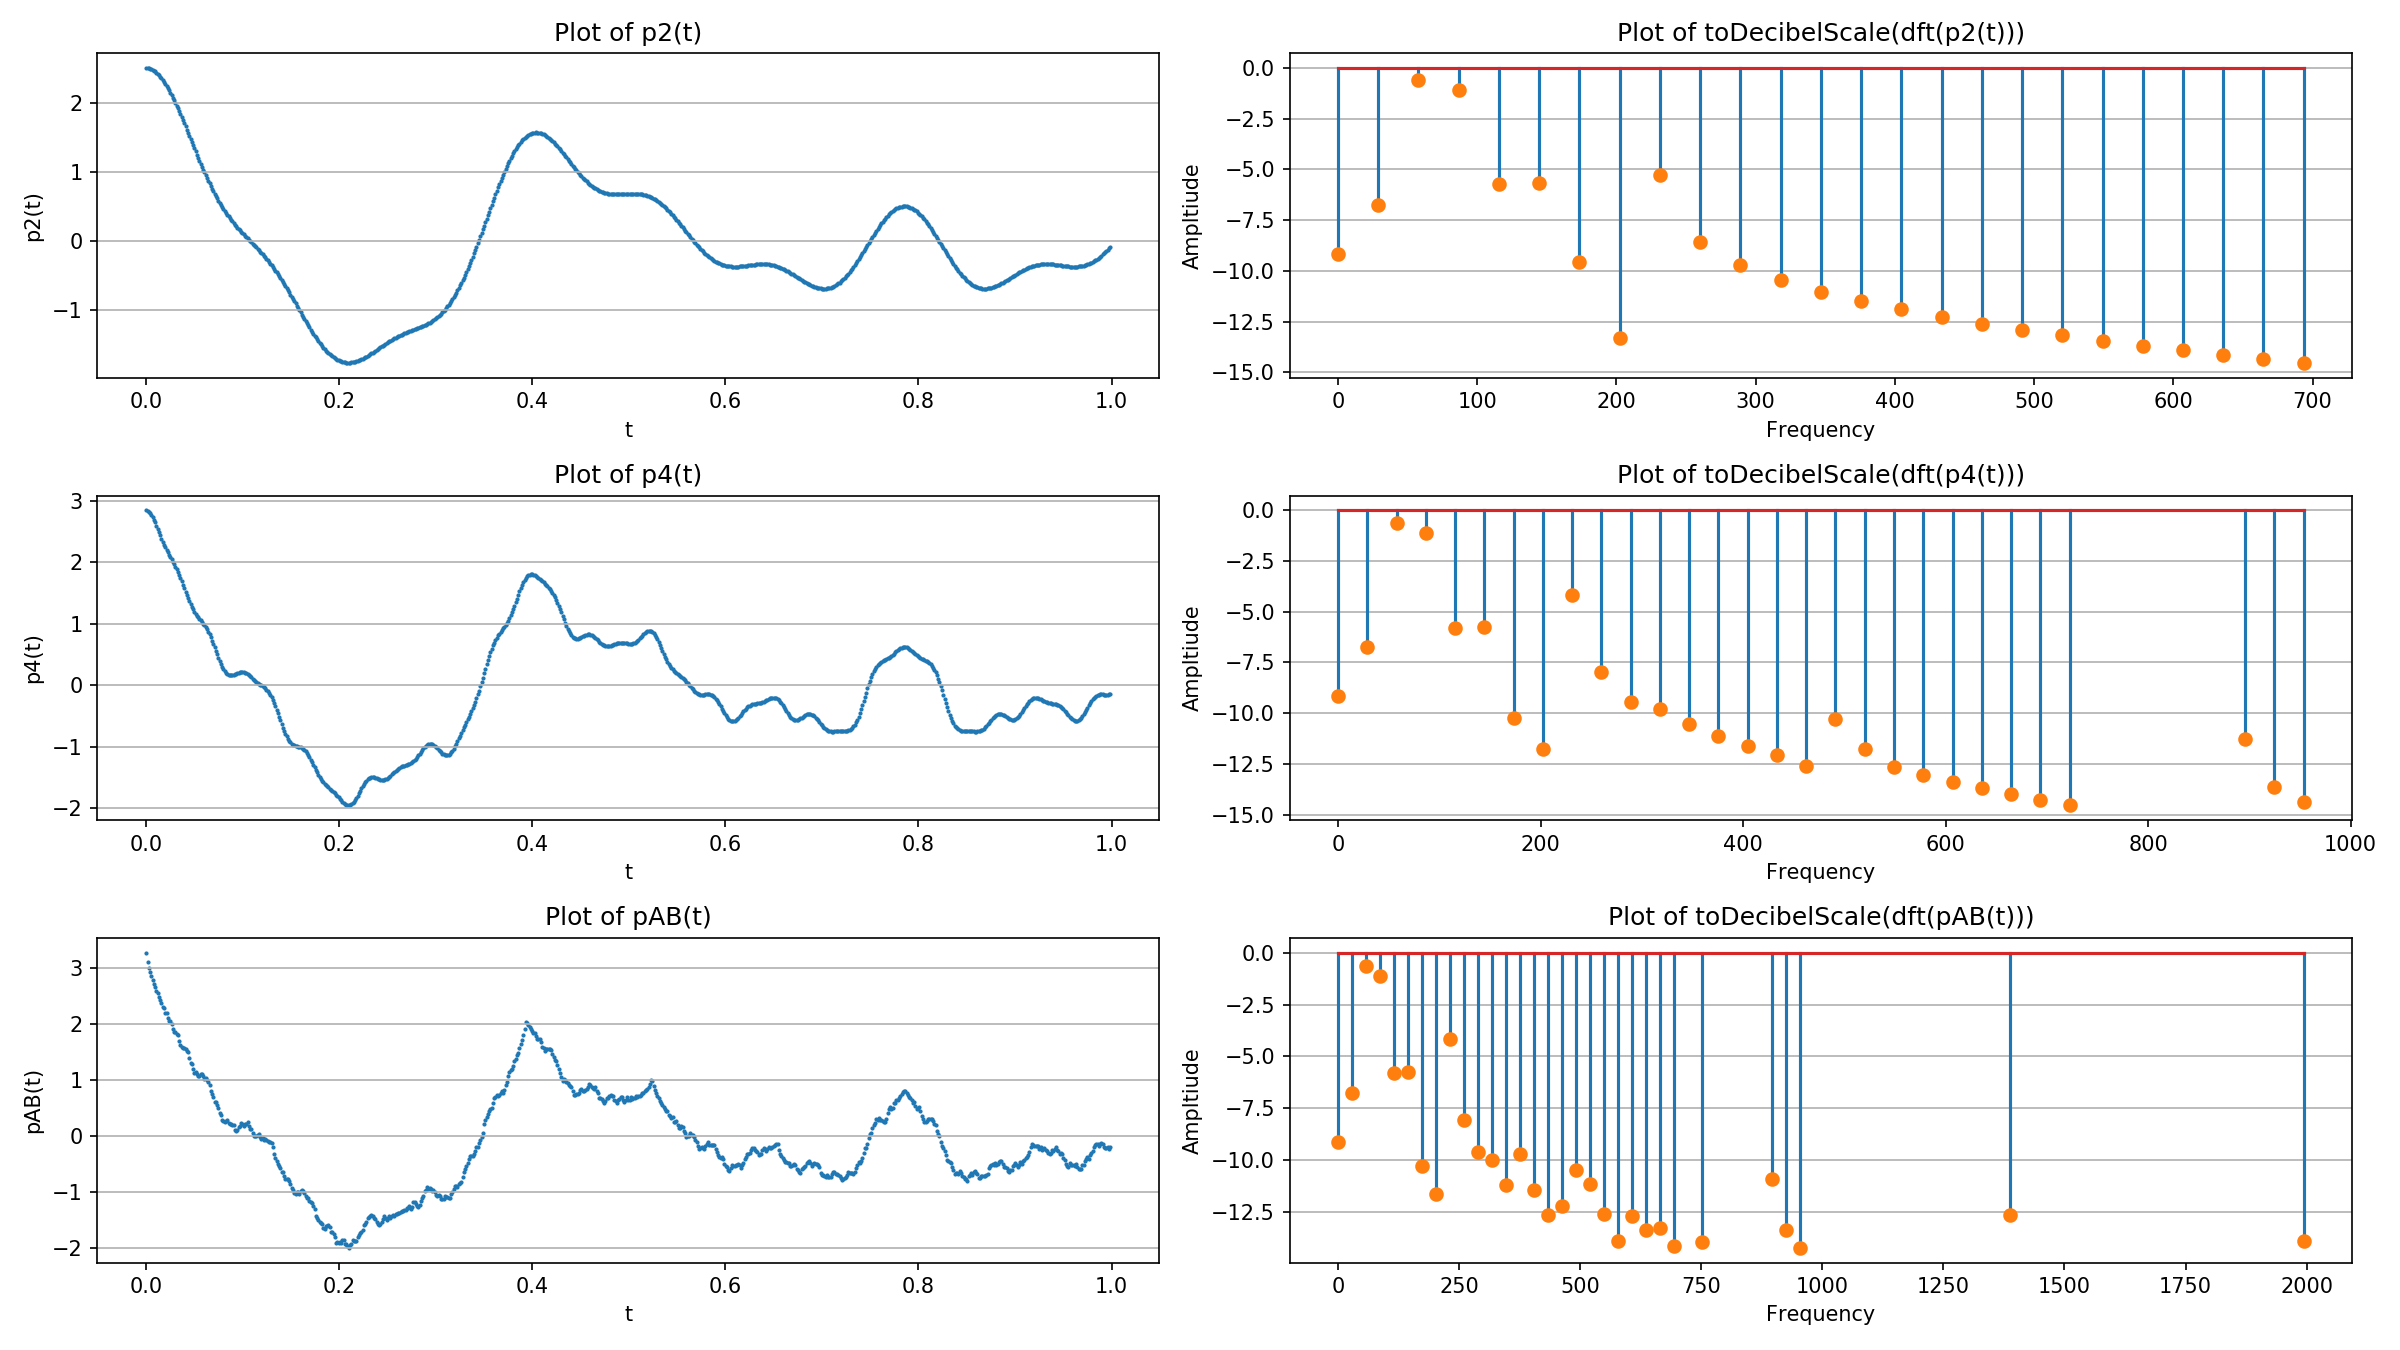 Plot of p2(t)
p2(t)
2
1
0
−1
0.0 0.2 0.4 0.6 0.8 1.0
t
Plot of toDecibelScale(dft(p2(t)))
Ampltiude
0.0
−2.5
−5.0
−7.5
−10.0
−12.5
−15.0
0 100 200 300 400 500 600 700
Frequency
Plot of p4(t)
p4(t)
3
2
1
0
−1
−2
0.0 0.2 0.4 0.6 0.8 1.0
t
Plot of toDecibelScale(dft(p4(t)))
Ampltiude
0.0
−2.5
−5.0
−7.5
−10.0
−12.5
−15.0
0 200 400 600 800 1000
Frequency
Plot of pAB(t)
pAB(t)
3
2
1
0
−1
−2
0.0 0.2 0.4 0.6 0.8 1.0
t
Plot of toDecibelScale(dft(pAB(t)))
Ampltiude
0.0
−2.5
−5.0
−7.5
−10.0
−12.5
0 250 500 750 1000 1250 1500 1750 2000
Frequency